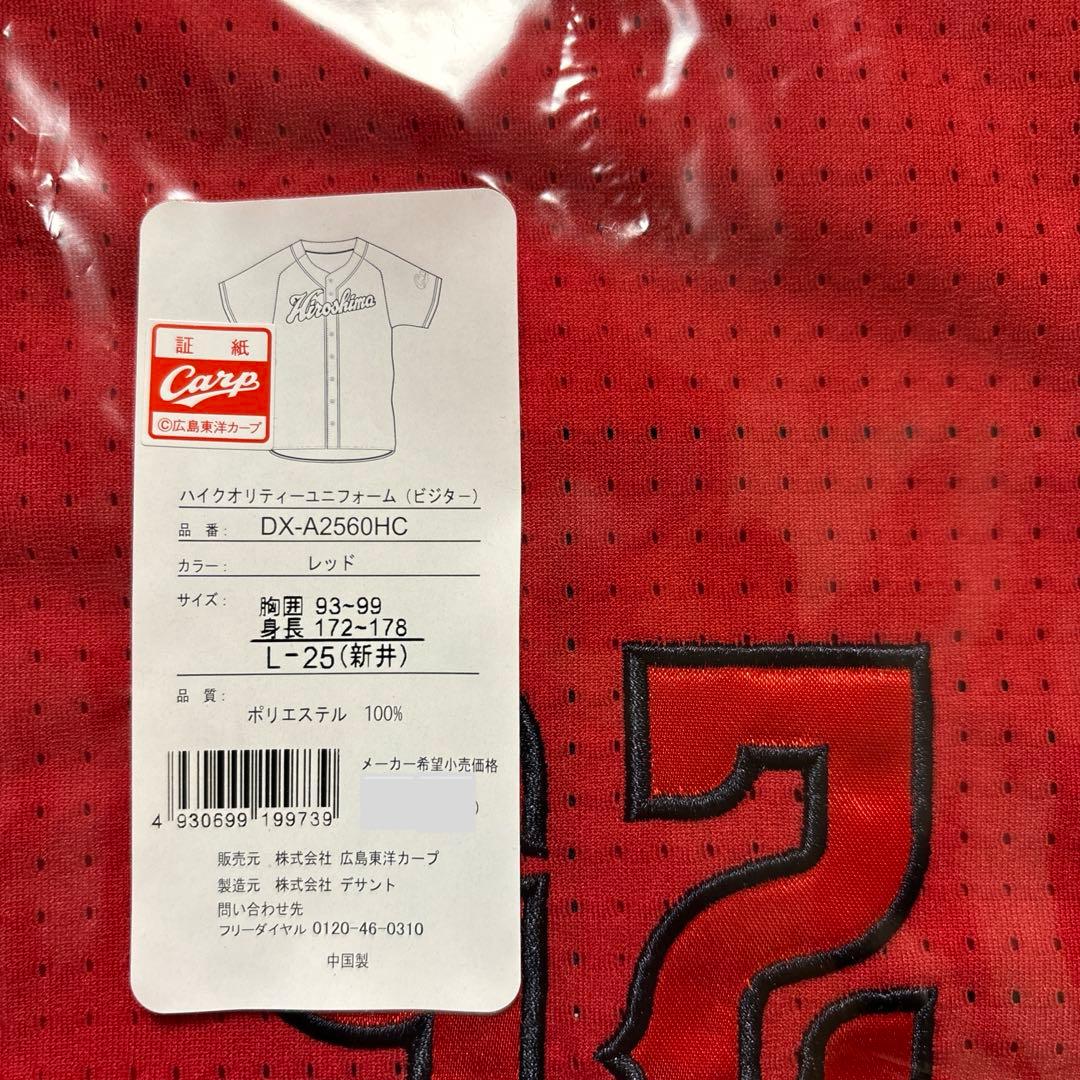 Hiroshima
証 紙
Carp
©広島東洋カープ
ハイクオリティーユニフォーム（ビジター）
品 番： DX-A2560HC
カラー： レッド
サイズ： 胸囲 93~99
身長 172~178
L-25(新井)
品 質：
ポリエステル 100%
メーカー希望小売価格
)
4 930699 199739
販売元 株式会社 広島東洋カープ
製造元 株式会社 デサント
問い合わせ先
フリーダイヤル 0120-46-0310
中国製